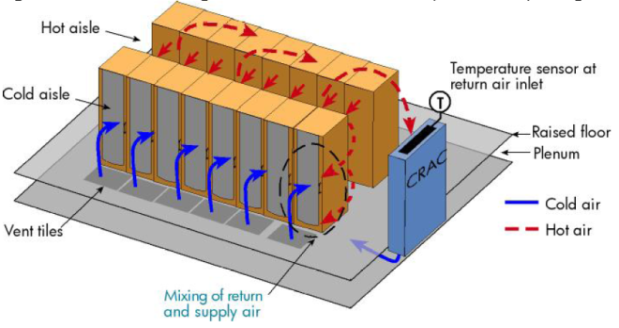 Hot aisle
Cold aisle
Temperature sensor at
return air inlet
T
Raised floor
Plenum
CRAC
Cold air
Hot air
Vent tiles
Mixing of return
and supply air